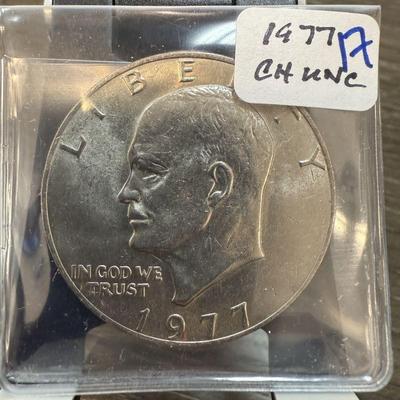 1977
CH UNC
LIBERTY
IN GOD WE
TRUST
1977